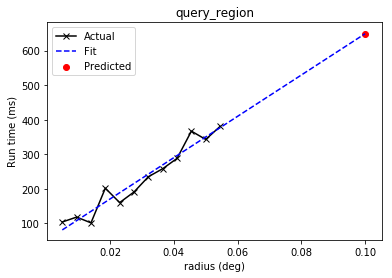 query_region
Actual
Fit
Predicted
Run time (ms)
600
500
400
300
200
100
0.02
0.04
0.06
0.08
0.10
radius (deg)